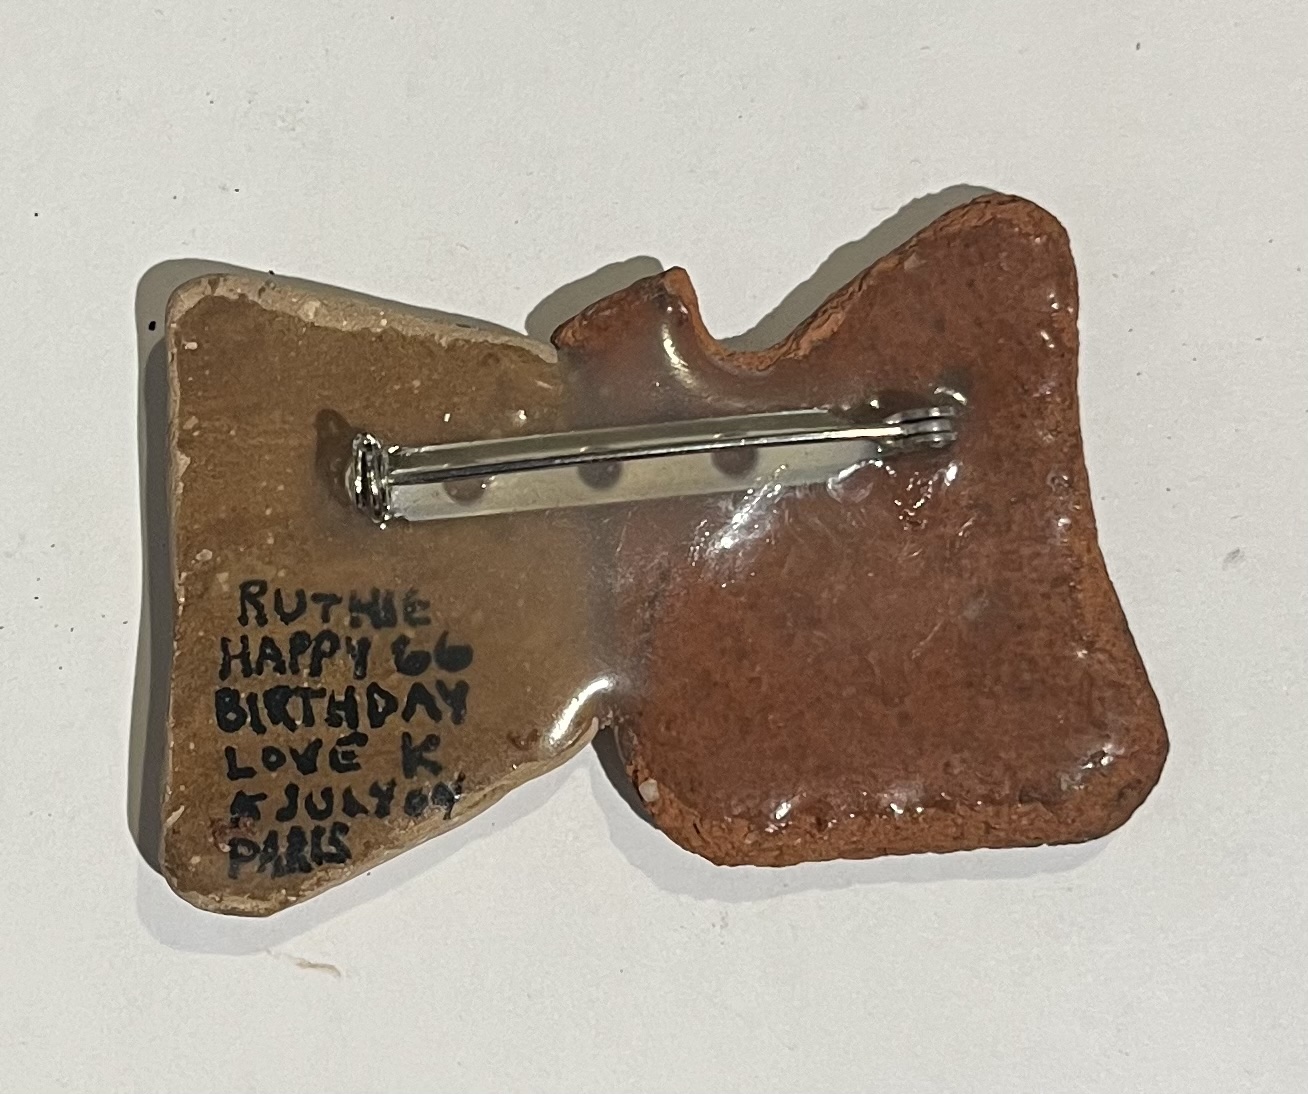 RUTHIE
HAPPY 66
BIRTHDAY
LOVE K
5 JULY 09
PARIS